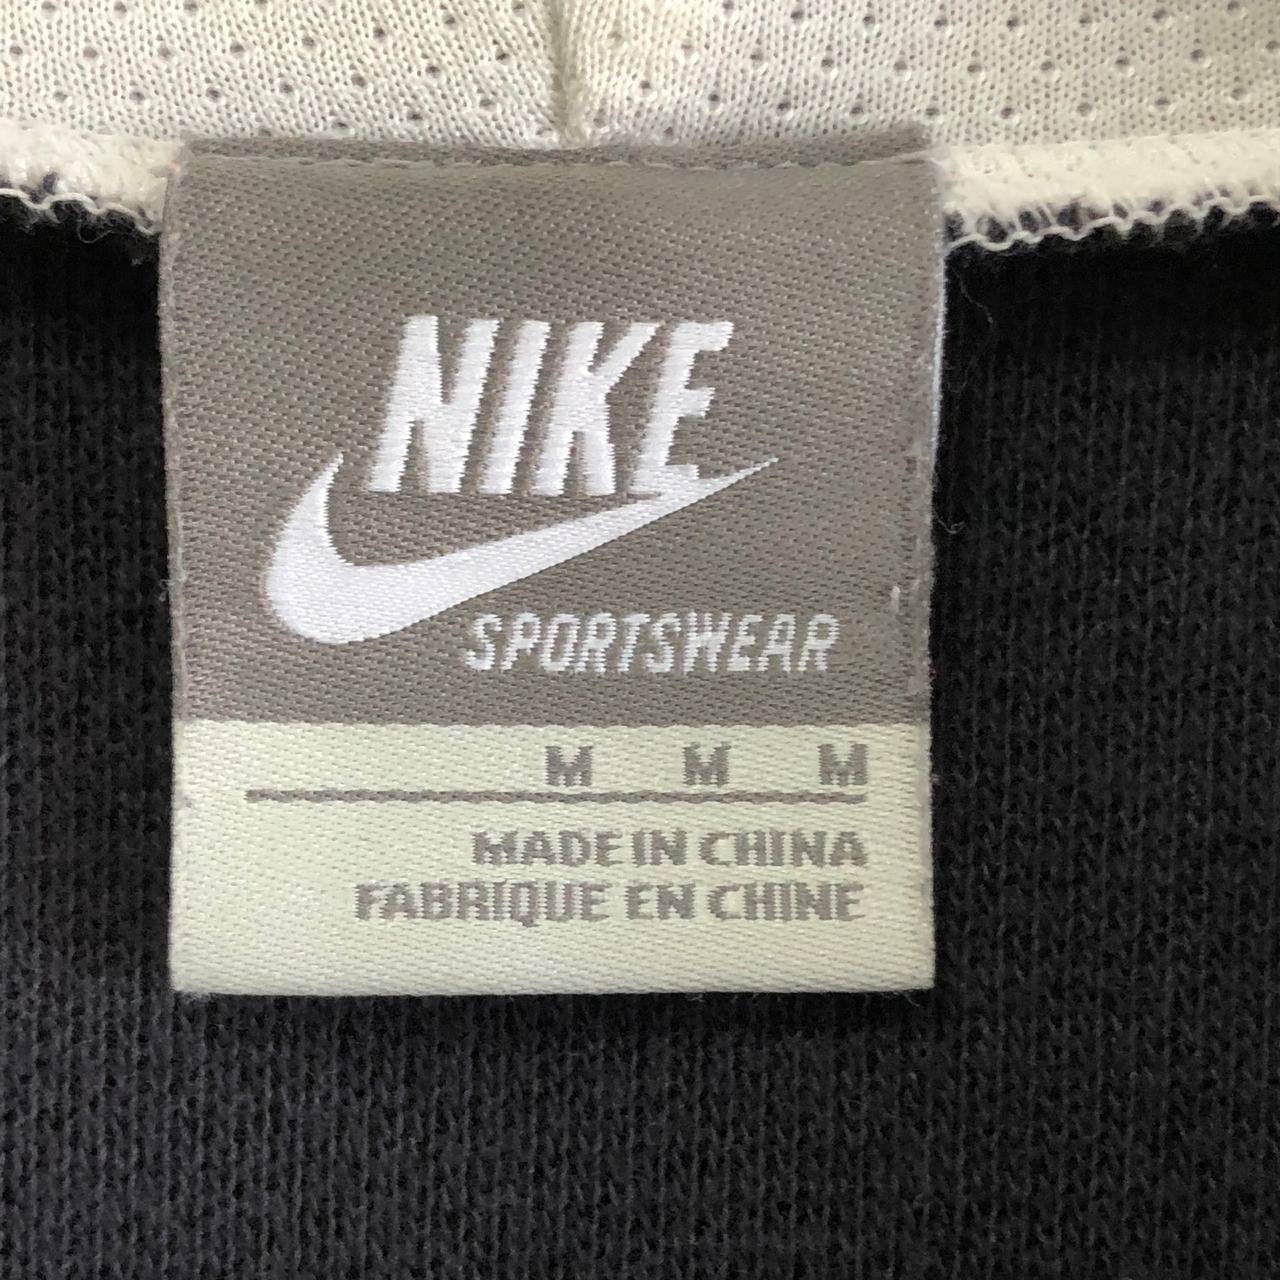 NIKE
SPORTSWEAR
M M M
MADE IN CHINA
FABRIQUE EN CHINE